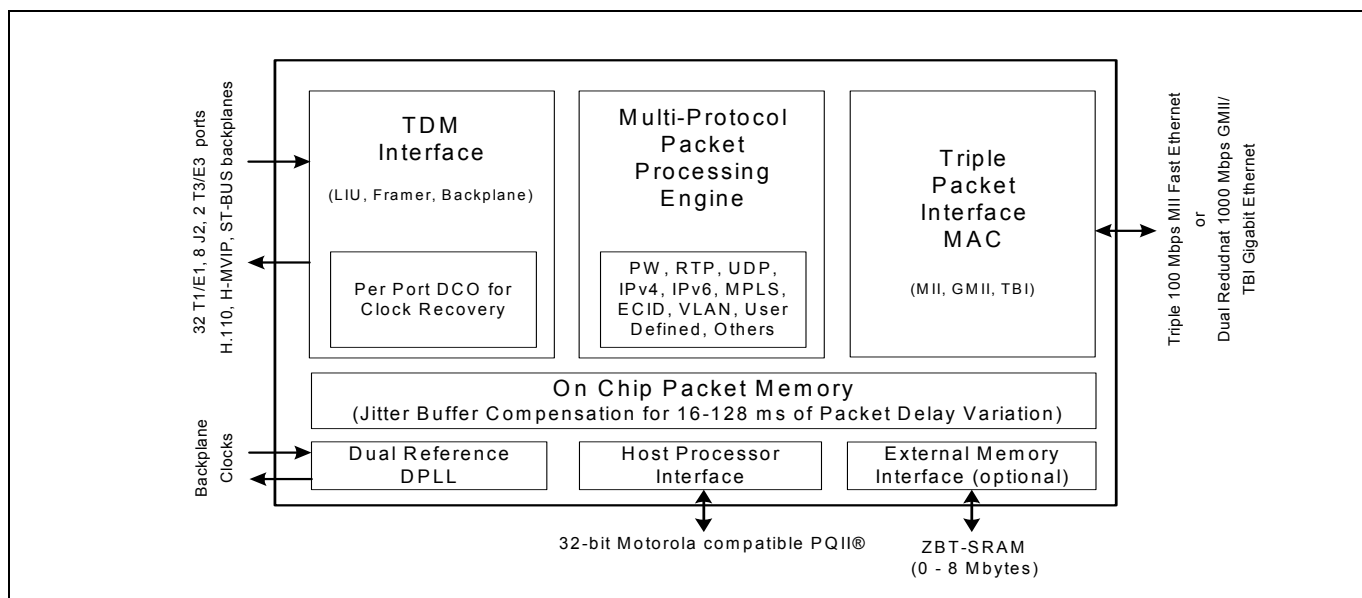 32 T1/E1, 8 J2, 2 T3/E3 ports
H.110, H-MVIP, ST-BUS backplanes
TDM
Interface
(LIU, Framer, Backplane)
Per Port DCO for
Clock Recovery
Multi-Protocol
Packet
Processing
Engine
PW, RTP, UDP,
IPv4, IPv6, MPLS,
ECID, VLAN, User
Defined, Others
Triple
Packet
Interface
MAC
(MII, GMII, TBI)
Triple 100 Mbps MII Fast Ethernet
or
Dual Redudnat 1000 Mbps GMII/
TBI Gigabit Ethernet
On Chip Packet Memory
(Jitter Buffer Compensation for 16-128 ms of Packet Delay Variation)
Backplane
Clocks
Dual Reference
DPLL
Host Processor
Interface
External Memory
Interface (optional)
32-bit Motorola compatible PQII®
ZBT-SRAM
(0 - 8 Mbytes)